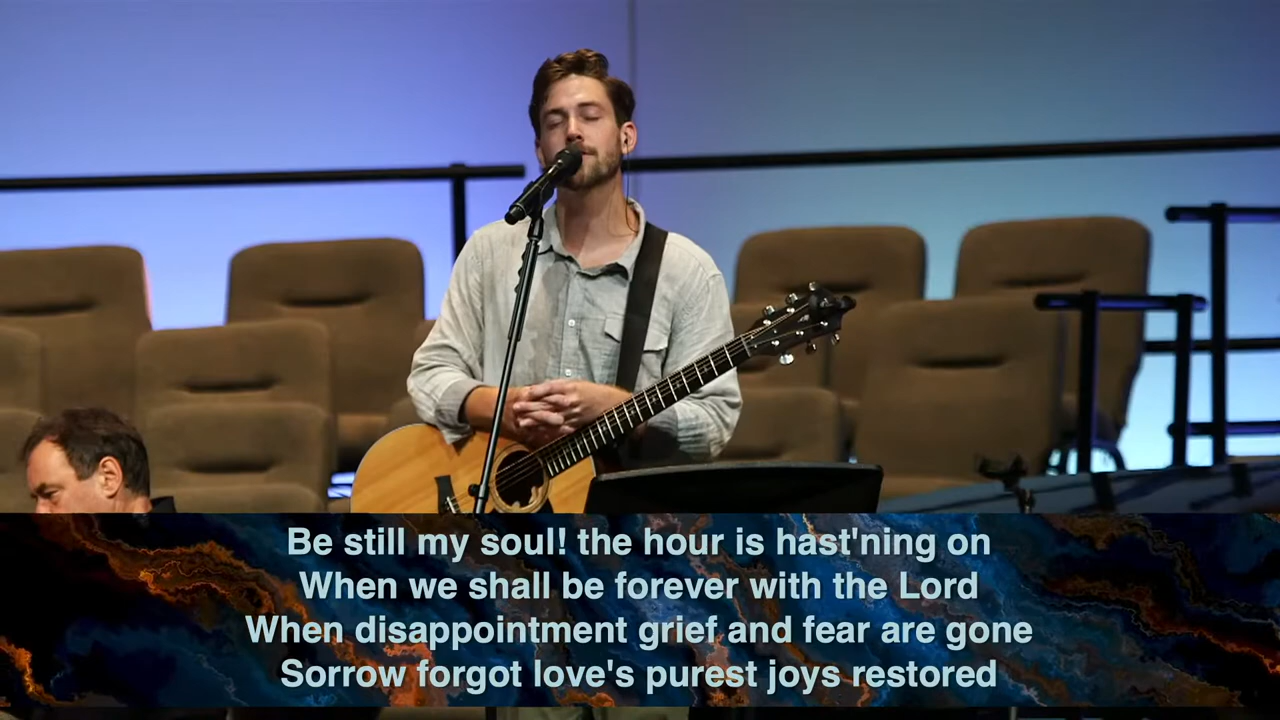 Be still my soul! the hour is hast'ning on
When we shall be forever with the Lord
When disappointment grief and fear are gone
Sorrow forgot love's purest joys restored